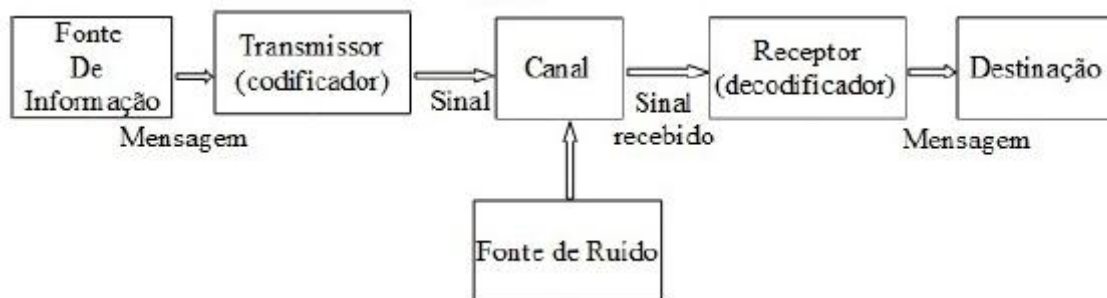 Fonte
De
Informação
Mensagem
Transmissor
(codificador)
Sinal
Canal
Sinal
recebido
Receptor
(decodificador)
Mensagem
Destinação
Fonte de Ruído